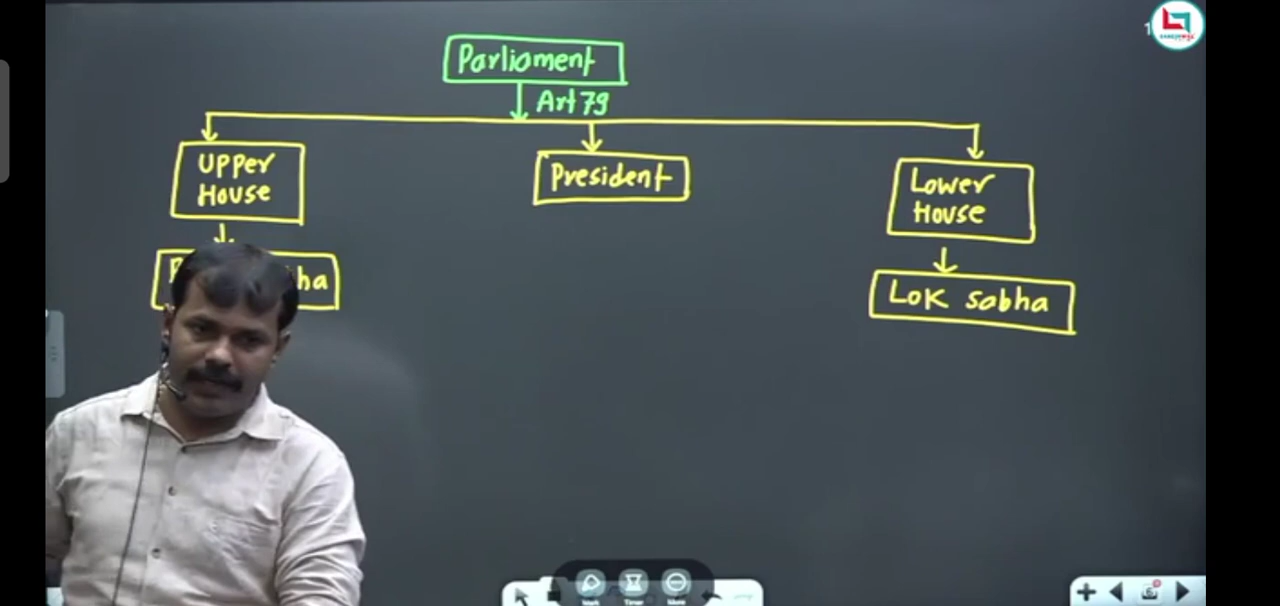 Parliament
Art 79
Upper
House
President
Lower
House
Lok sabha